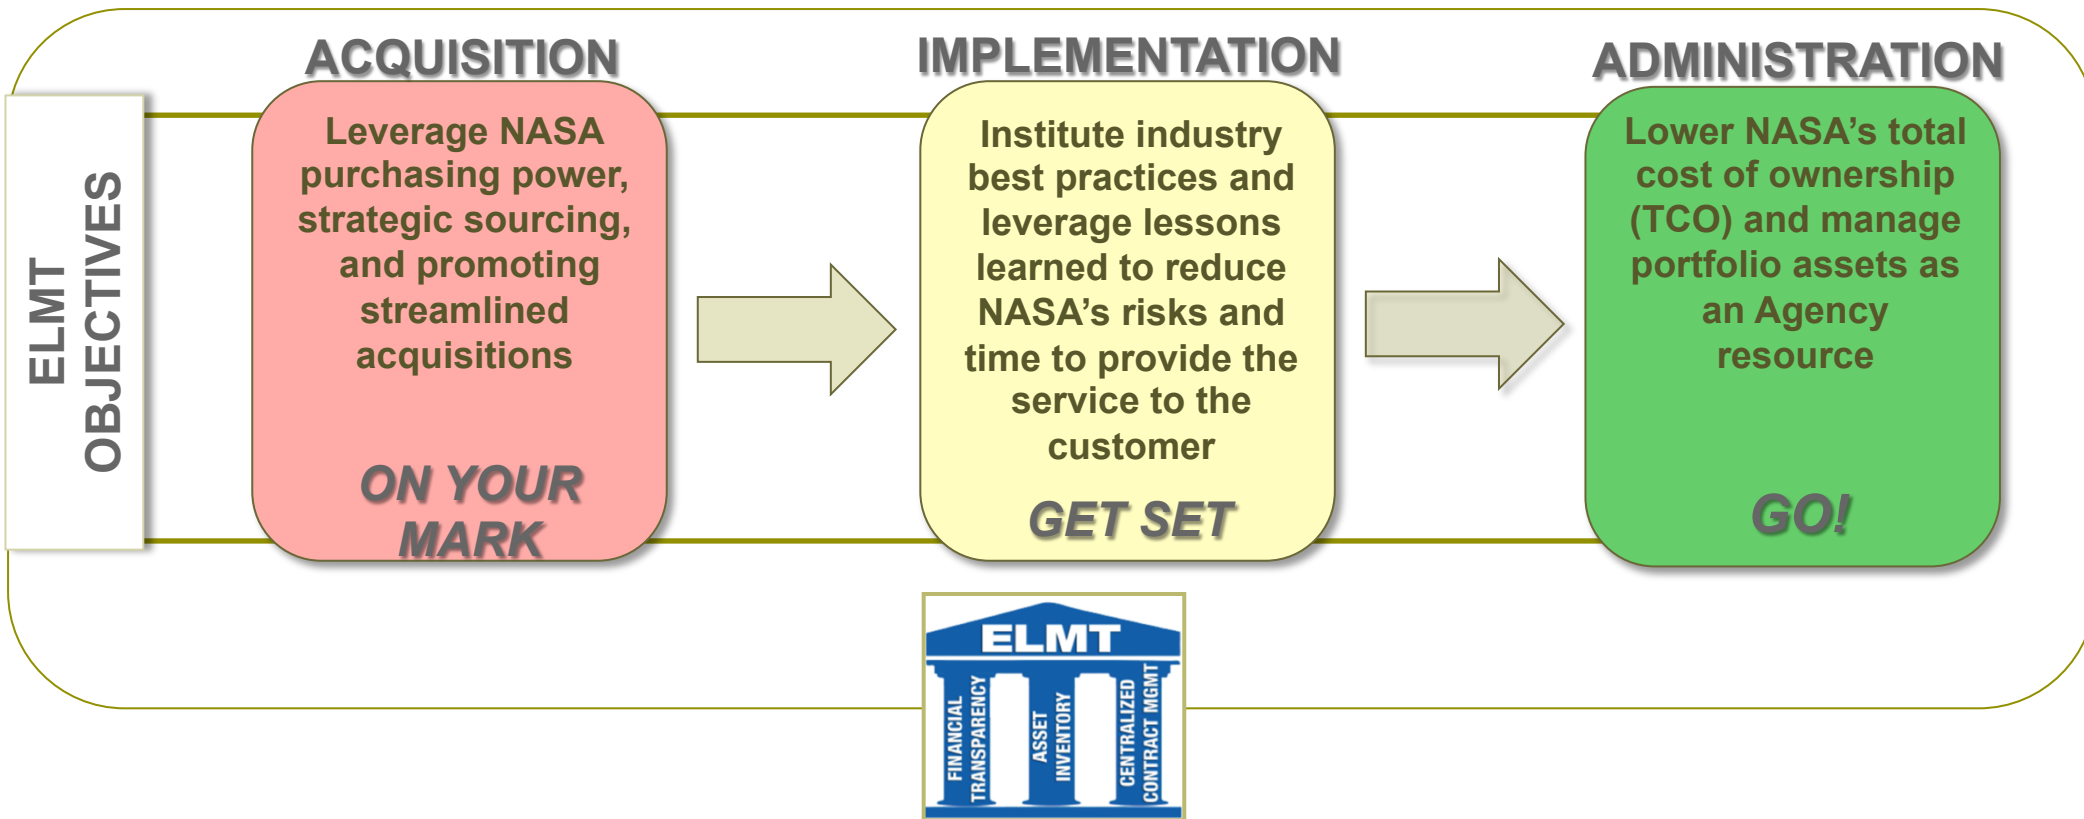 ELMT
OBJECTIVES
ACQUISITION
Leverage NASA
purchasing power,
strategic sourcing,
and promoting
streamlined
acquisitions
ON YOUR
MARK
IMPLEMENTATION
Institute industry
best practices and
leverage lessons
learned to reduce
NASA’s risks and
time to provide the
service to the
customer
GET SET
ADMINISTRATION
Lower NASA’s total
cost of ownership
(TCO) and manage
portfolio assets as
an Agency
resource
GO!
ELMT
FINANCIAL
TRANSPARENCY
ASSET
INVENTORY
CENTRALIZED
CONTRACT MGMT